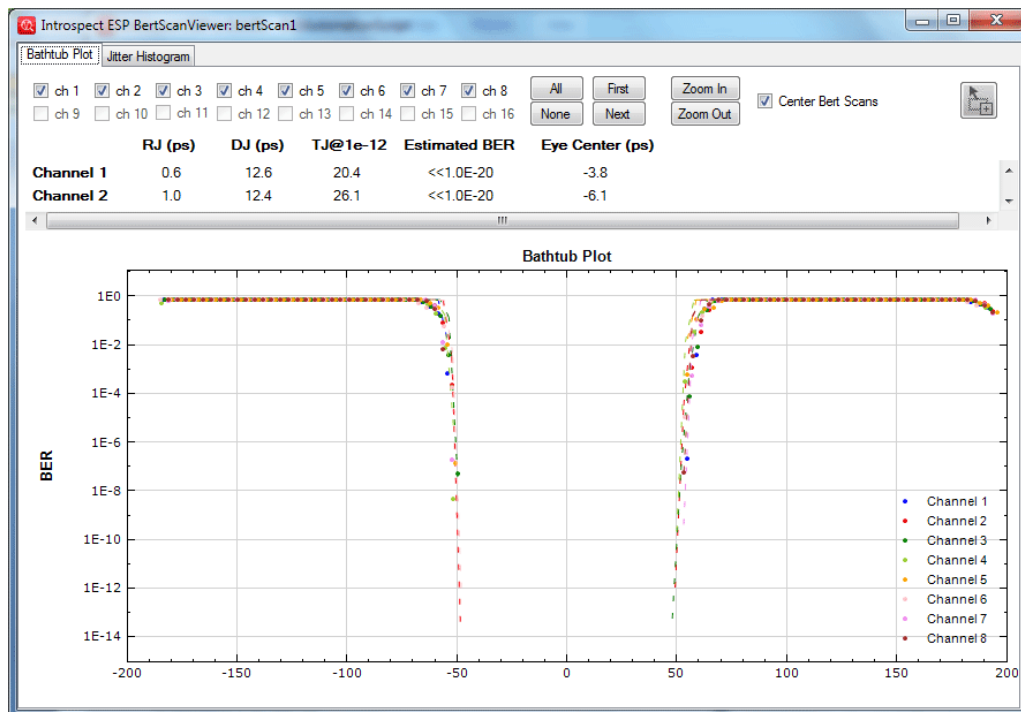 Introspect ESP BertScanViewer: bertScan1
Bathtub Plot Jitter Histogram
ch 1 ch 2 ch 3 ch 4 ch 5 ch 6 ch 7 ch 8 All First Zoom In
Center Bert Scans
ch 9 ch 10 ch 11 ch 12 ch 13 ch 14 ch 15 ch 16 None Next Zoom Out
RJ (ps) DJ (ps) TJ@1e-12 Estimated BER Eye Center (ps)
Channel 1 0.6 12.6 20.4 <<1.0E-20 -3.8
Channel 2 1.0 12.4 26.1 <<1.0E-20 -6.1
Bathtub Plot
1E0
1E-2
1E-4
1E-6
1E-8
1E-10
1E-12
1E-14
BER
Channel 1
Channel 2
Channel 3
Channel 4
Channel 5
Channel 6
Channel 7
Channel 8
-200 -150 -100 -50 0 50 100 150 200